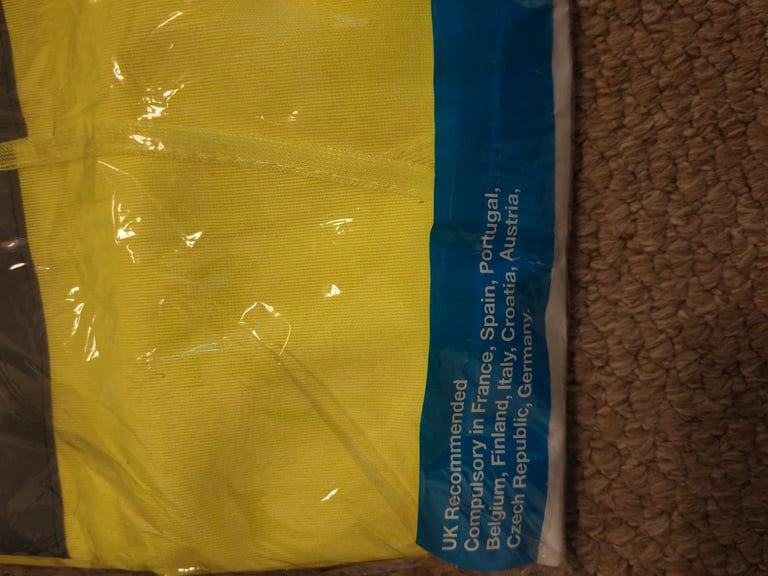 UK Recommended
Compulsory in France, Spain, Portugal,
Belgium, Finland, Italy, Croatia, Austria,
Czech Republic, Germany.